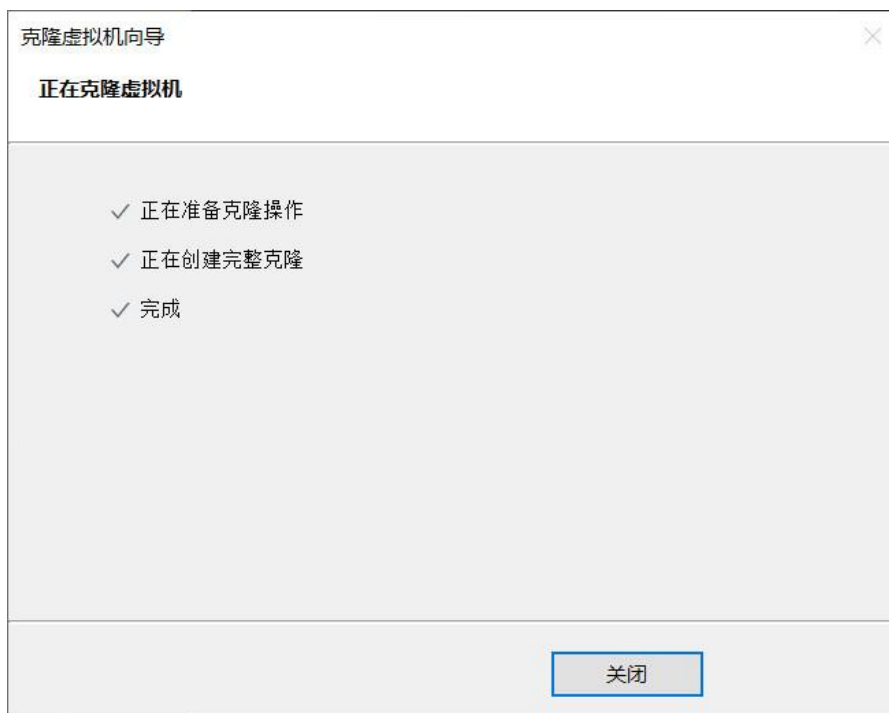 克隆虚拟机向导
正在克隆虚拟机
正在准备克隆操作
正在创建完整克隆
完成
关闭